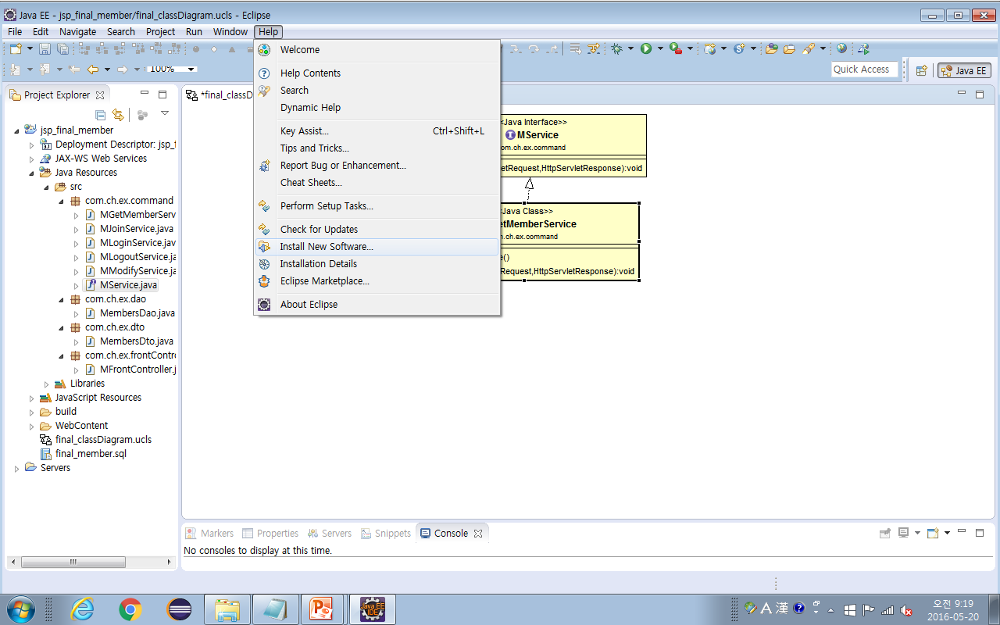 Java EE - jsp_final_member/final_classDiagram.ucls - Eclipse
File Edit Navigate Search Project Run Window Help
100%
Quick Access
Java EE
Welcome
Help Contents
Search
Dynamic Help
Key Assist... Ctrl+Shift+L
Tips and Tricks...
Report Bug or Enhancement...
Cheat Sheets...
Perform Setup Tasks...
Check for Updates
Install New Software...
Installation Details
Eclipse Marketplace...
About Eclipse
Project Explorer
jsp_final_member
Deployment Descriptor: jsp_f
JAX-WS Web Services
Java Resources
src
com.ch.ex.command
MGetMemberServ
MJoinService.java
MLoginService.jav
MLogoutService.ja
MModifyService.ja
MService.java
com.ch.ex.dao
MembersDao.java
com.ch.ex.dto
MembersDto.java
com.ch.ex.frontContr
MFrontController.j
Libraries
JavaScript Resources
build
WebContent
final_classDiagram.ucls
final_member.sql
Servers
*final_classD
<Java Interface>>
MService
om.ch.ex.command
etRequest,HttpServletResponse):void
Java Class>>
etMemberService
.ch.ex.command
e()
Request,HttpServletResponse):void
Markers Properties Servers Snippets Console
No consoles to display at this time.
Java EE
IDE
A 漢
오전 9:19
2016-05-20